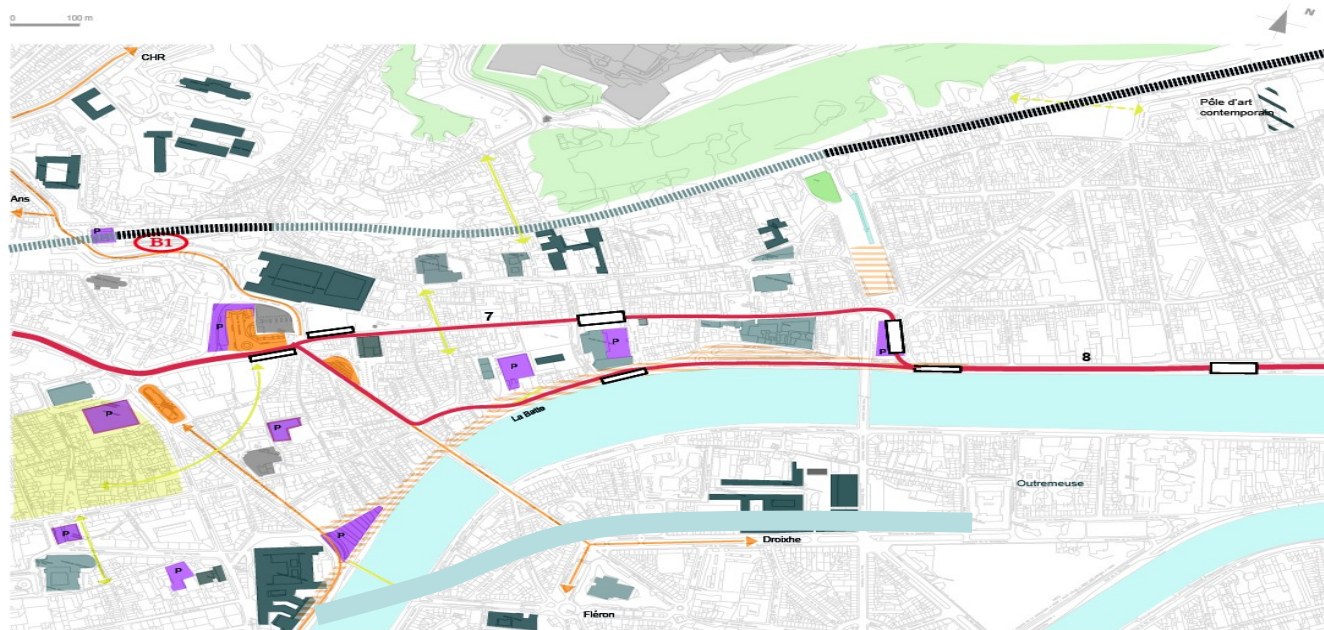 0 100 m
N
CHR
Pôle d'art
contemporain
Ans
P
B1
P
7
P
P
P
8
La Batte
P
P
Outremeuse
P
P
Droixhe
P
Fléron